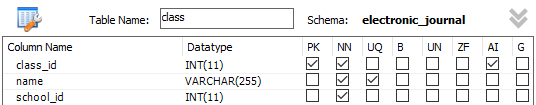 Table Name: class Schema: electronic_journal
Column Name Datatype PK NN UQ B UN ZF AI G
class_id INT(11)
name VARCHAR(255)
school_id INT(11)